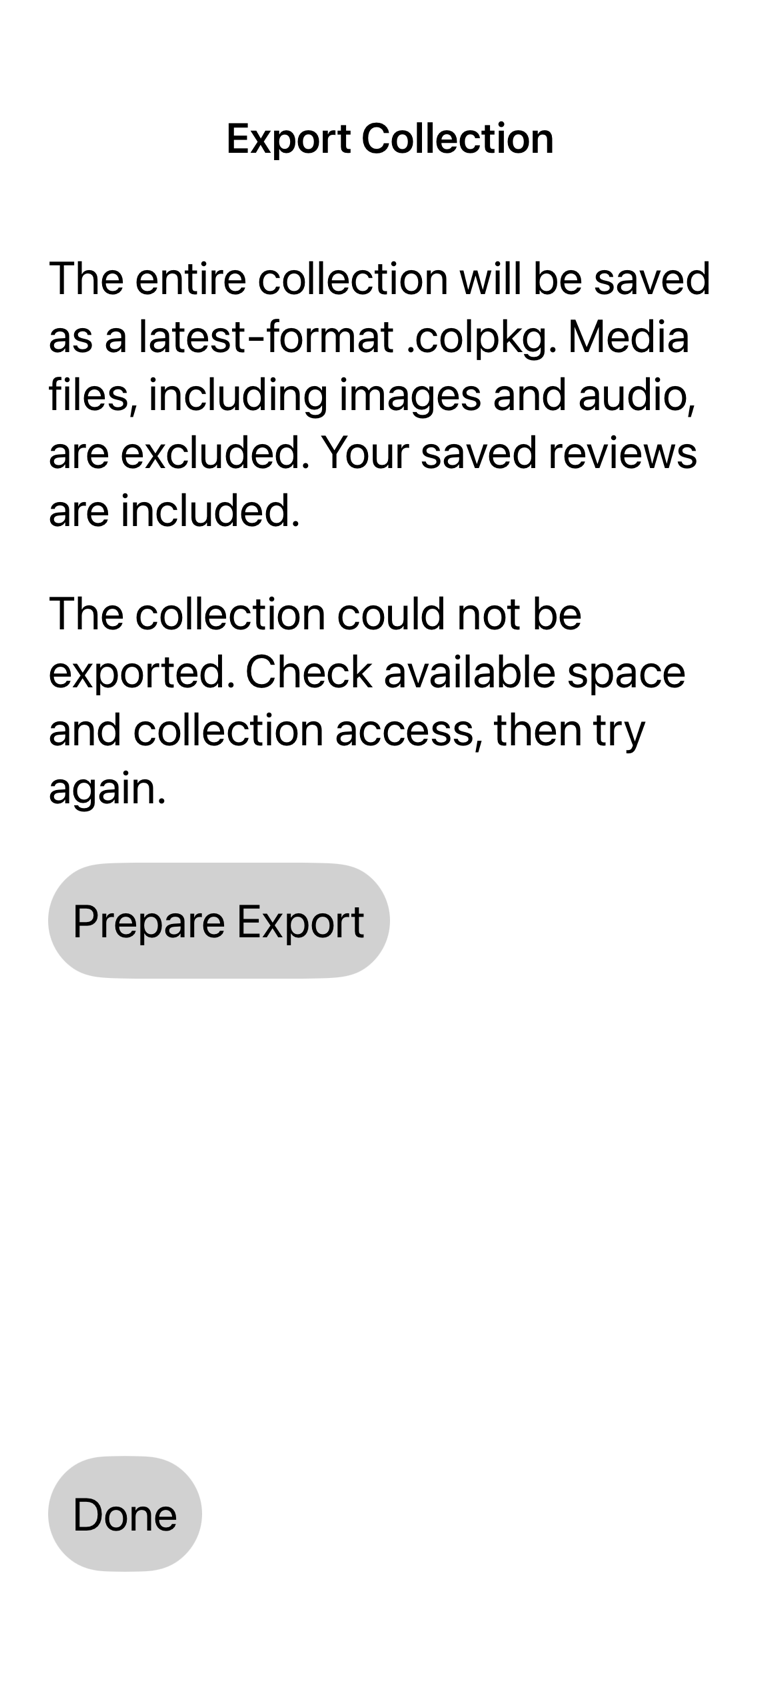 Export Collection
The entire collection will be saved
as a latest-format .colpkg. Media
files, including images and audio,
are excluded. Your saved reviews
are included.
The collection could not be
exported. Check available space
and collection access, then try
again.
Prepare Export
Done